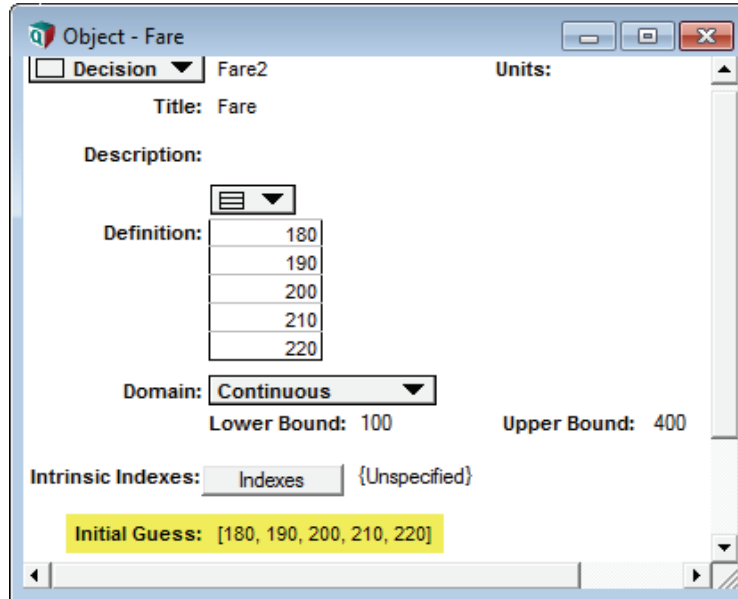 Object - Fare
Decision Fare2 Units:
Title: Fare
Description:
Definition: 180
190
200
210
220
Domain: Continuous
Lower Bound: 100 Upper Bound: 400
Intrinsic Indexes: Indexes {Unspecified}
Initial Guess: [180, 190, 200, 210, 220]